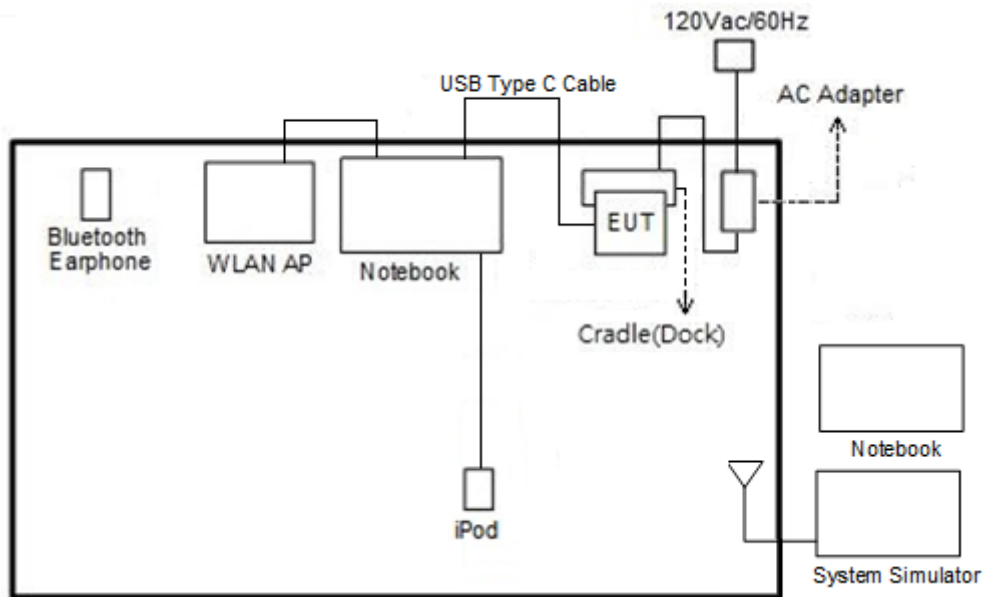 120Vac/60Hz
USB Type C Cable
AC Adapter
EUT
Bluetooth
Earphone
WLAN AP
Notebook
Cradle(Dock)
Notebook
iPod
System Simulator